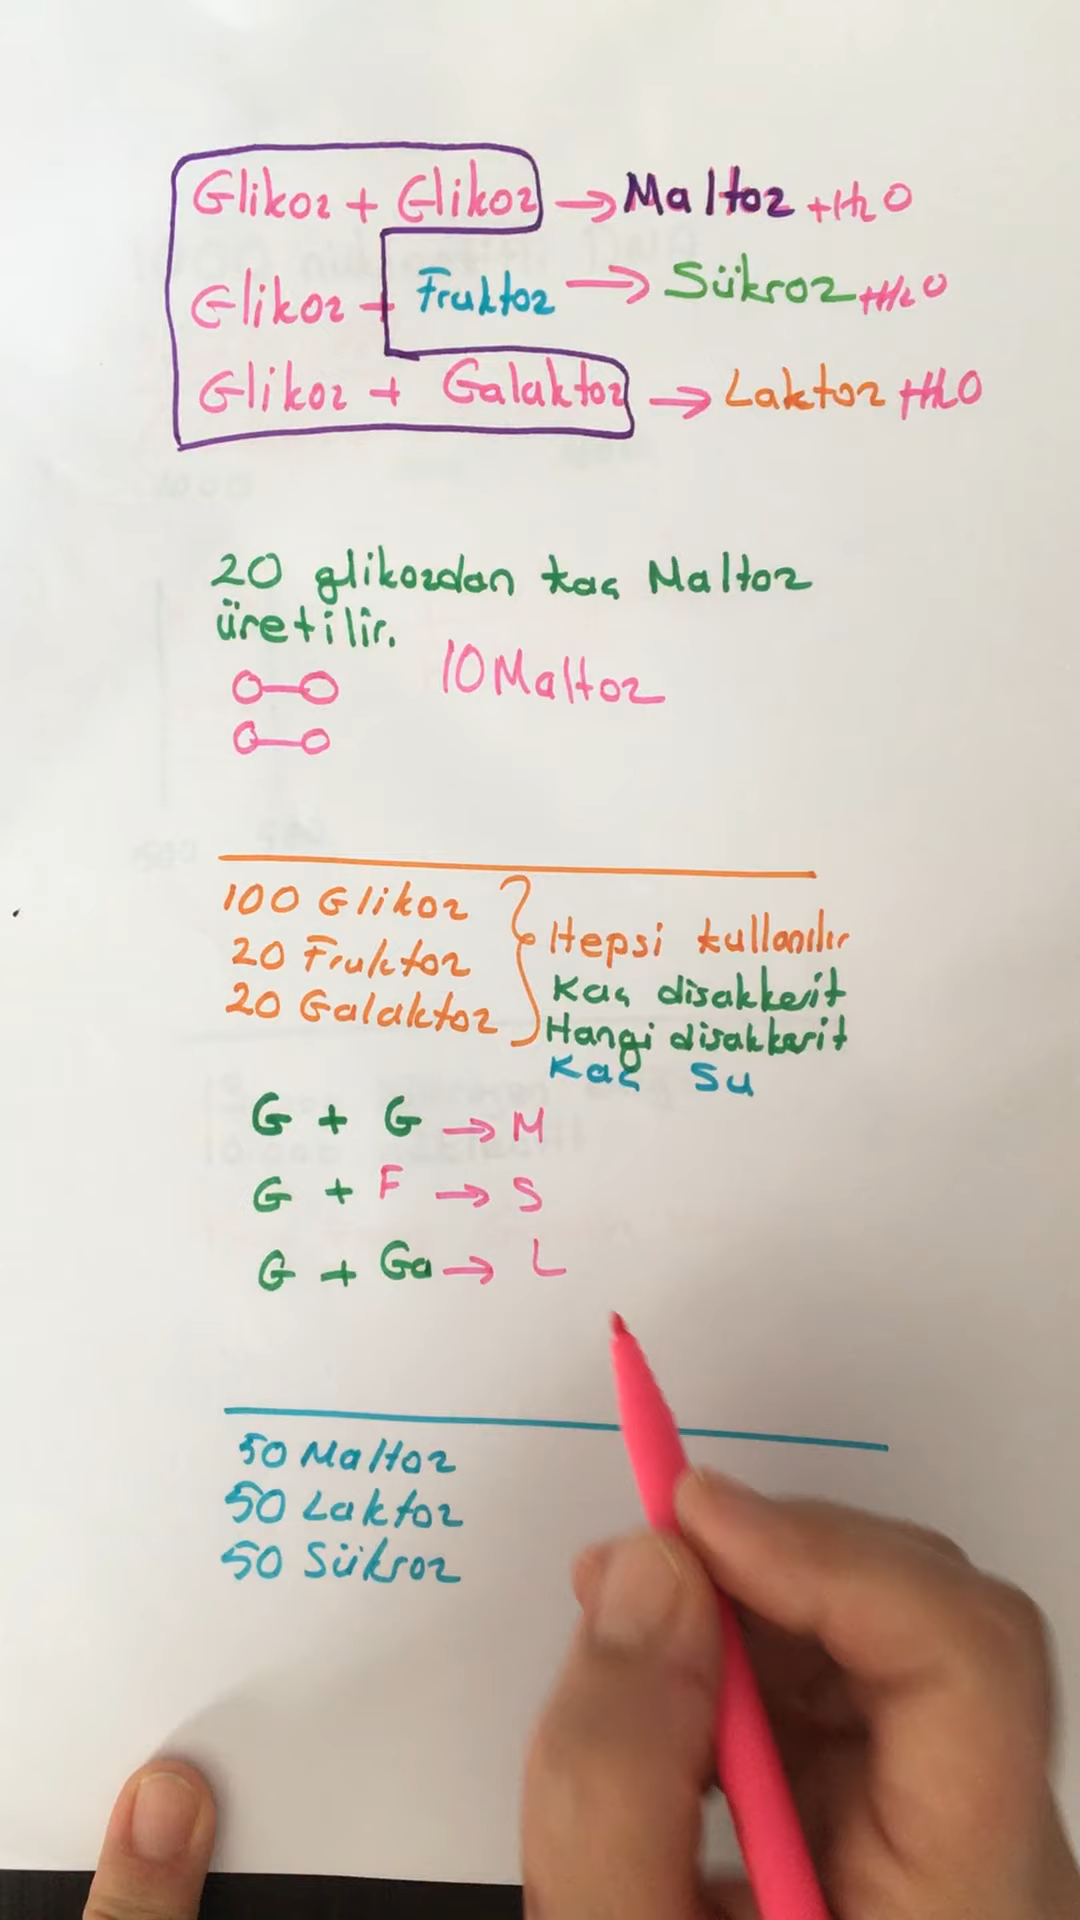 Glikoz + Glikoz → Maltoz + H2O
Glikoz + Fruktoz → Sükroz + H2O
Glikoz + Galaktoz → Laktoz + H2O
20 glikozdan kaç Maltoz
üretilir.
10 Maltoz
100 Glikoz
20 Fruktoz
20 Galaktoz
Hepsi kullanılır
Kaç disakkarit
Hangi disakkarit
Kaç Su
G + G → M
G + F → S
G + Ga → L
50 Maltoz
50 Laktoz
50 Sükroz